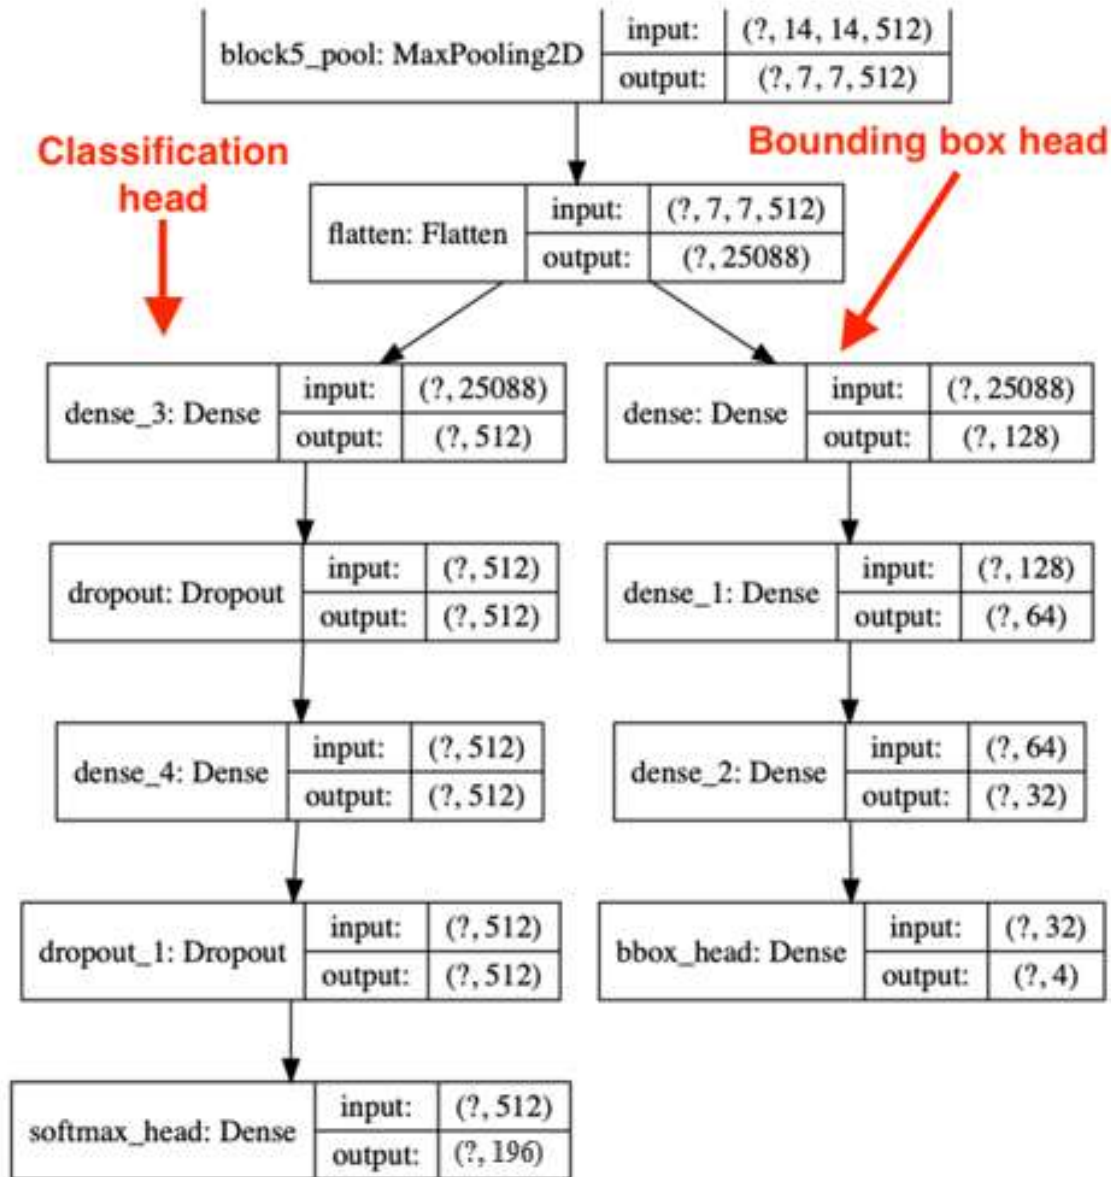 block5_pool: MaxPooling2D
input: (?, 14, 14, 512)
output: (?, 7, 7, 512)
Classification
head
Bounding box head
flatten: Flatten
input: (?, 7, 7, 512)
output: (?, 25088)
dense_3: Dense
input: (?, 25088)
output: (?, 512)
dense: Dense
input: (?, 25088)
output: (?, 128)
dropout: Dropout
input: (?, 512)
output: (?, 512)
dense_1: Dense
input: (?, 128)
output: (?, 64)
dense_4: Dense
input: (?, 512)
output: (?, 512)
dense_2: Dense
input: (?, 64)
output: (?, 32)
dropout_1: Dropout
input: (?, 512)
output: (?, 512)
bbox_head: Dense
input: (?, 32)
output: (?, 4)
softmax_head: Dense
input: (?, 512)
output: (?, 196)